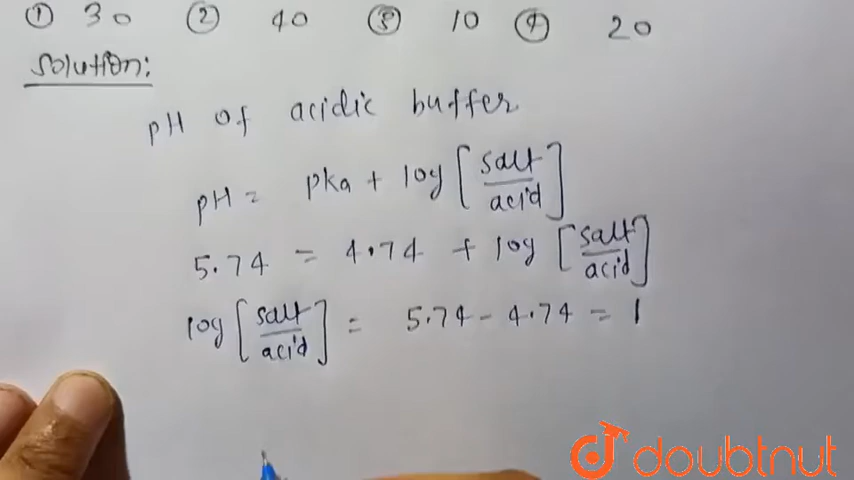 ① 30 ② 40 ③ 10 ④ 20
Solution:
pH of acidic buffer
pH = pka + log [salt/acid]
5.74 = 4.74 + log [salt/acid]
log [salt/acid] = 5.74 - 4.74 = 1
doubtnut